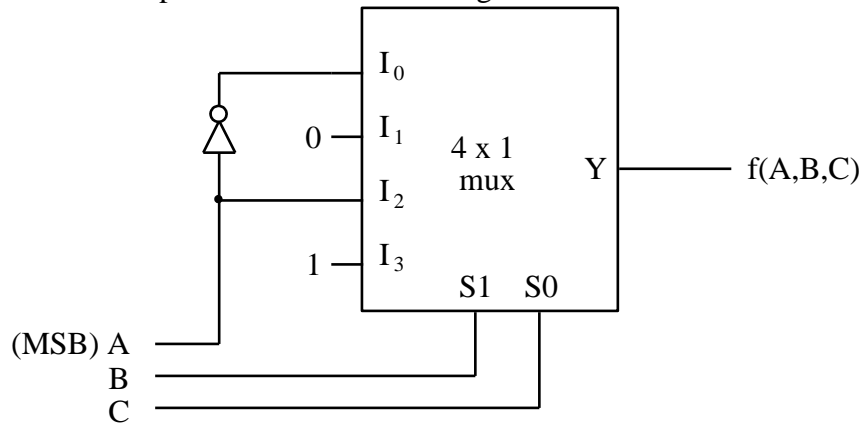 I0
0 I1
4 x 1
mux
Y f(A,B,C)
I2
1 I3
S1 S0
(MSB) A
B
C